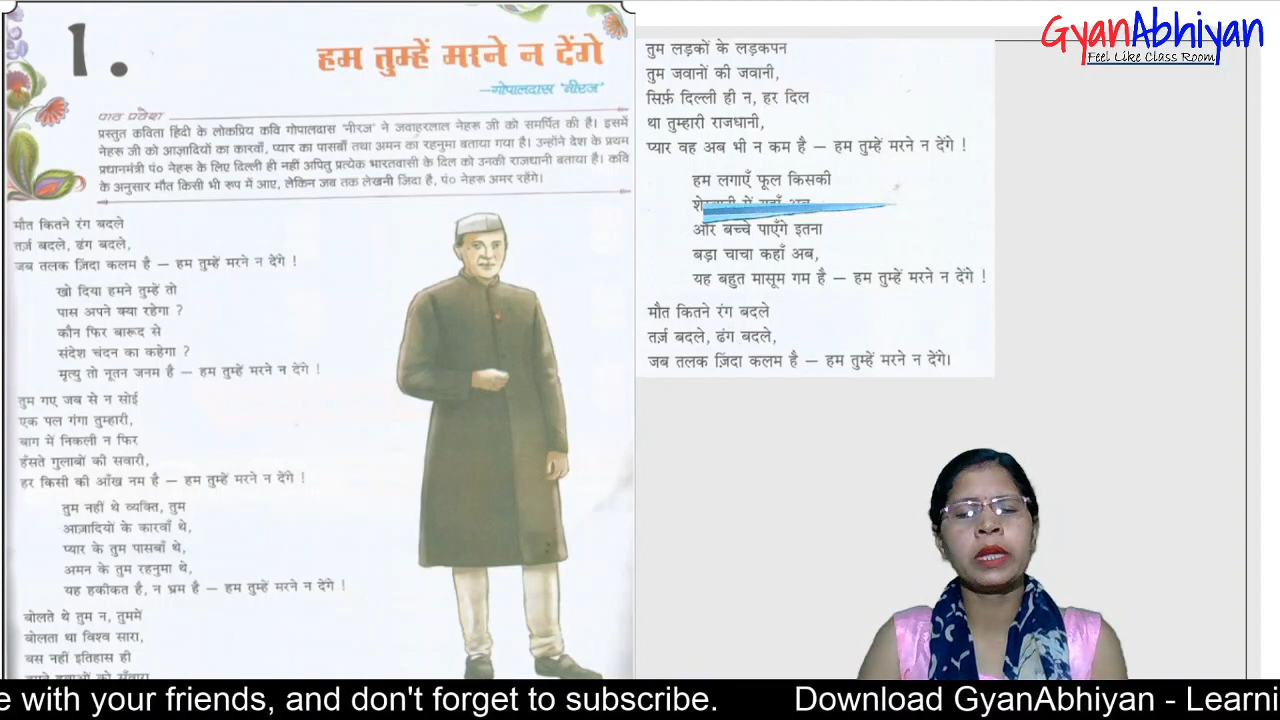 1.
हम तुम्हें मरने न देंगे
—गोपालदास 'नीरज'
पाठ प्रवेश
प्रस्तुत कविता हिंदी के लोकप्रिय कवि गोपालदास 'नीरज' ने जवाहरलाल नेहरू जी को समर्पित की है। इसमें
नेहरू जी को आज़ादियों का कारवाँ, प्यार का पासबाँ तथा अमन का रहनुमा बताया गया है। उन्होंने देश के प्रथम
प्रधानमंत्री पं० नेहरू के लिए दिल्ली ही नहीं अपितु प्रत्येक भारतवासी के दिल को उनकी राजधानी बताया है। कवि
के अनुसार मौत किसी भी रूप में आए, लेकिन जब तक लेखनी ज़िंदा है, पं० नेहरू अमर रहेंगे।
मौत कितने रंग बदले
तर्ज़ बदले, ढंग बदले,
जब तलक ज़िंदा कलम है — हम तुम्हें मरने न देंगे !
खो दिया हमने तुम्हें तो
पास अपने क्या रहेगा ?
कौन फिर बारूद से
संदेश चंदन का कहेगा ?
मृत्यु तो नूतन जनम है — हम तुम्हें मरने न देंगे !
तुम गए जब से न सोई
एक पल गंगा तुम्हारी,
बाग में निकली न फिर
हँसते गुलाबों की सवारी,
हर किसी की आँख नम है — हम तुम्हें मरने न देंगे !
तुम नहीं थे व्यक्ति, तुम
आज़ादियों के कारवाँ थे,
प्यार के तुम पासबाँ थे,
अमन के तुम रहनुमा थे,
यह हकीकत है, न भ्रम है — हम तुम्हें मरने न देंगे !
बोलते थे तुम न, तुममें
बोलता था विश्व सारा,
बस नहीं इतिहास ही
तुम लड़कों के लड़कपन
तुम जवानों की जवानी,
सिर्फ़ दिल्ली ही न, हर दिल
था तुम्हारी राजधानी,
प्यार वह अब भी न कम है — हम तुम्हें मरने न देंगे !
हम लगाएँ फूल किसकी
और बच्चे पाएँगे इतना
बड़ा चाचा कहाँ अब,
यह बहुत मासूम गम है — हम तुम्हें मरने न देंगे !
मौत कितने रंग बदले
तर्ज़ बदले, ढंग बदले,
जब तलक ज़िंदा कलम है — हम तुम्हें मरने न देंगे।
GyanAbhiyan
Feel Like Class Room
e with your friends, and don't forget to subscribe. Download GyanAbhiyan - Learni